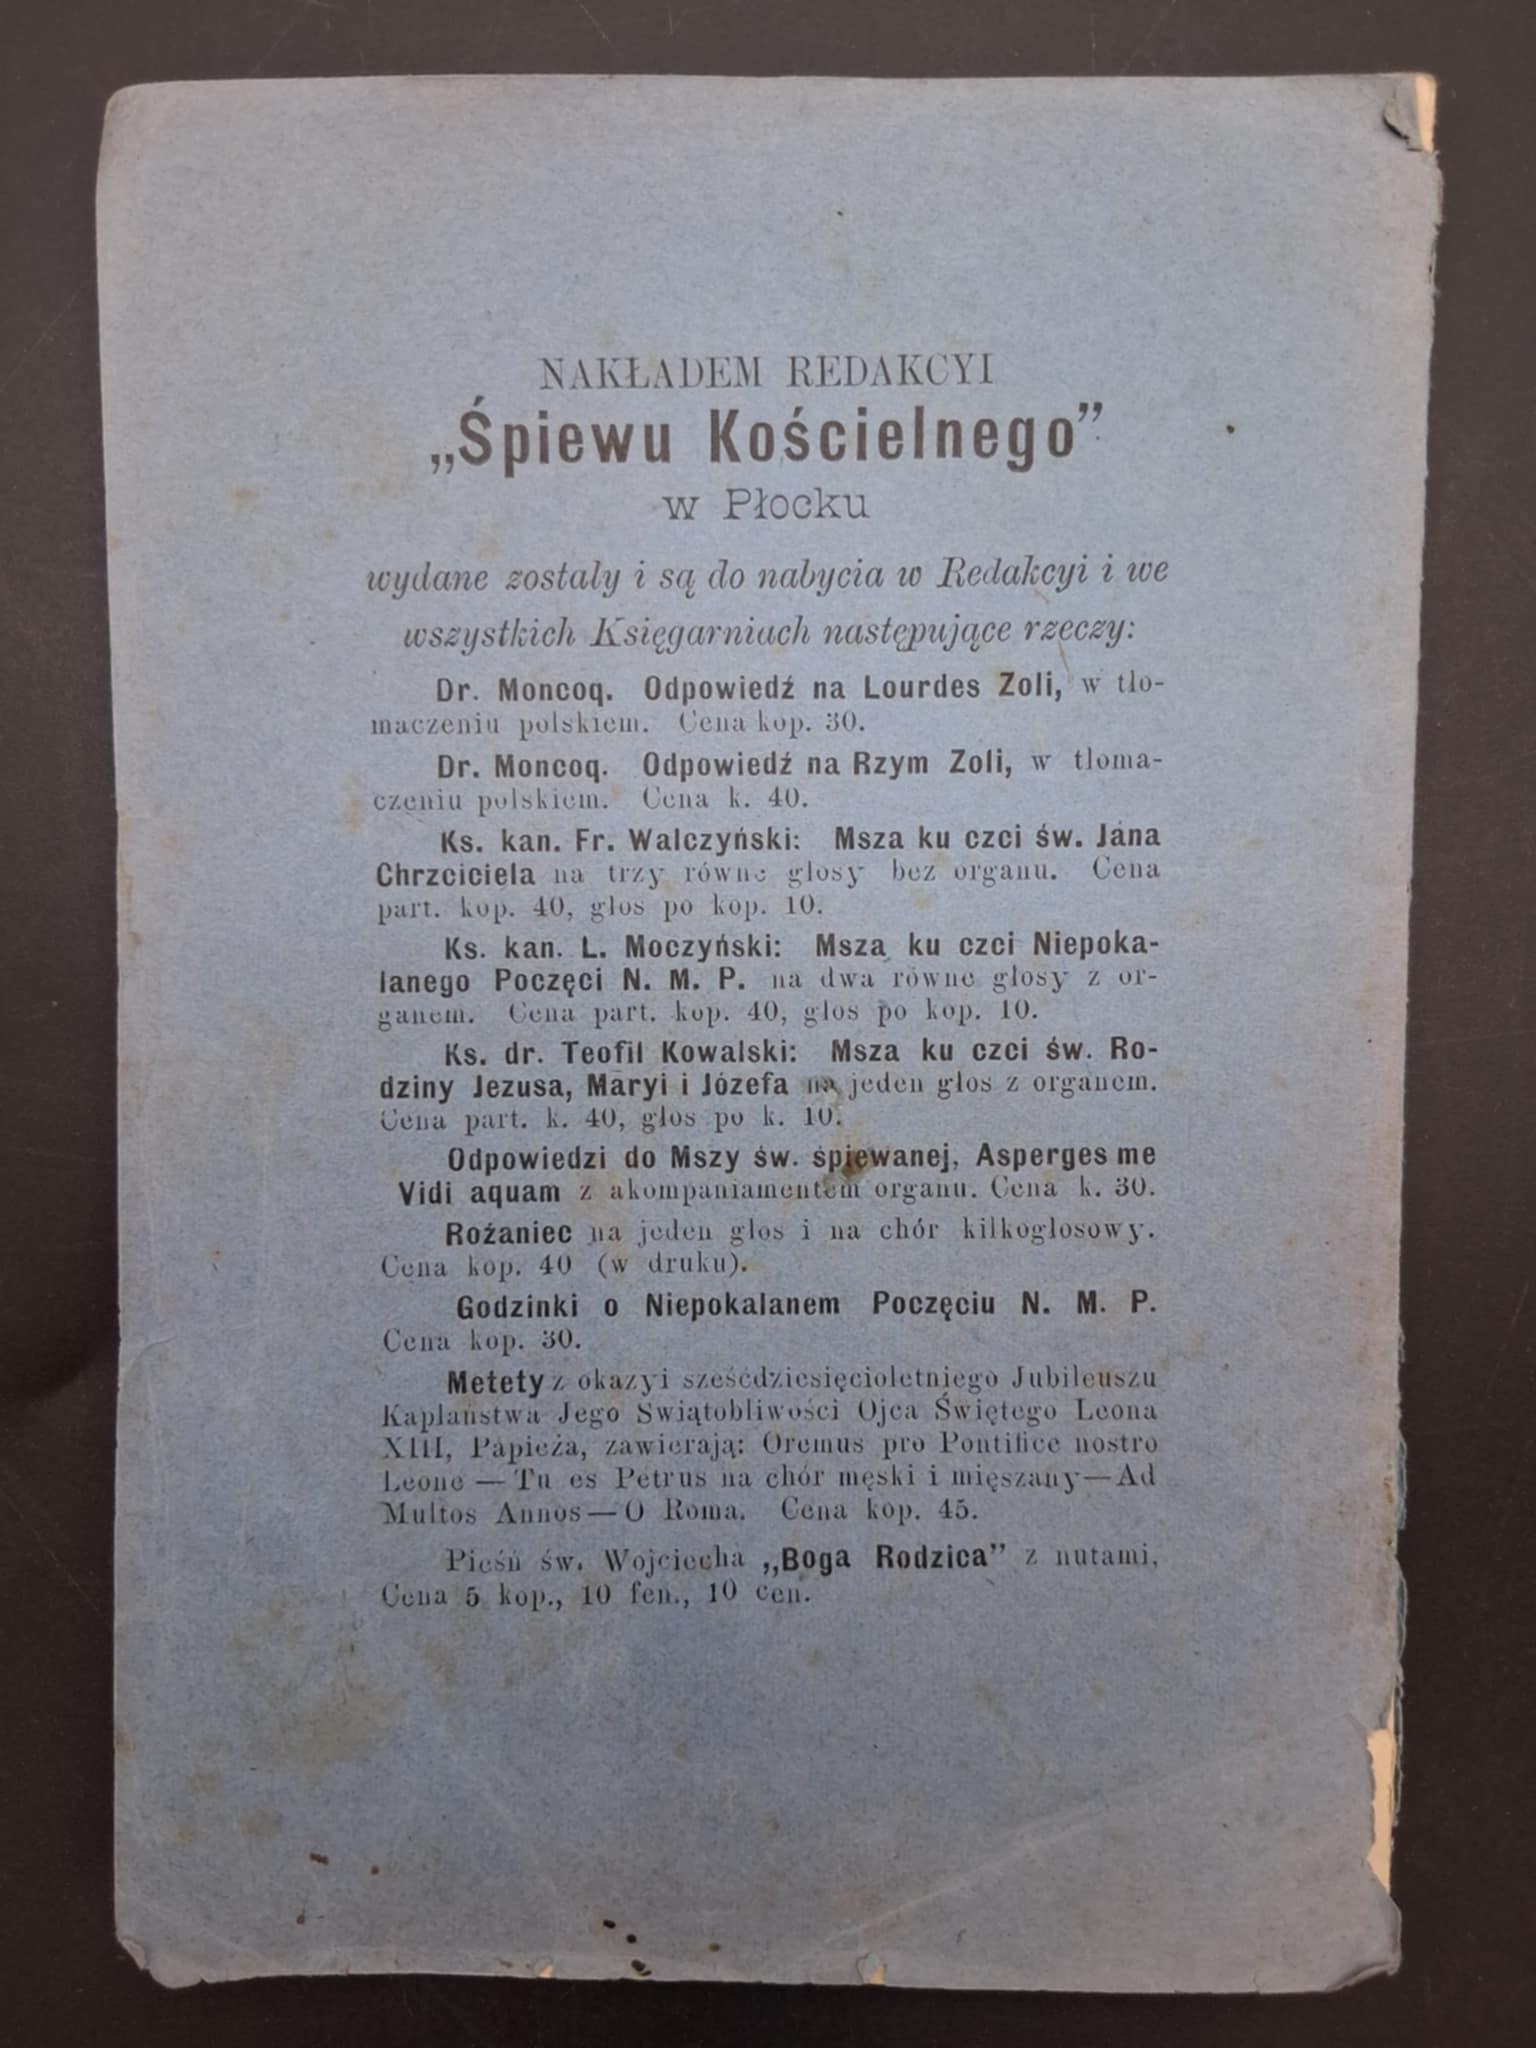 NAKŁADEM REDAKCYI
„Śpiewu Kościelnego”
w Płocku
wydane zostały i są do nabycia w Redakcyi i we
wszystkich Księgarniach następujące rzeczy:
Dr. Moncoq. Odpowiedź na Lourdes Zoli, w tło-
maczeniu polskiem. Cena kop. 30.
Dr. Moncoq. Odpowiedź na Rzym Zoli, w tłoma-
czeniu polskiem. Cena k. 40.
Ks. kan. Fr. Walczyński: Msza ku czci św. Jana
Chrzciciela na trzy równe głosy bez organu. Cena
part. kop. 40, głos po kop. 10.
Ks. kan. L. Moczyński: Msza ku czci Niepoka-
lanego Poczęci N. M. P. na dwa równe głosy z or-
ganem. Cena part. kop. 40, głos po kop. 10.
Ks. dr. Teofil Kowalski: Msza ku czci św. Ro-
dziny Jezusa, Maryi i Józefa na jeden głos z organem.
Cena part. k. 40, głos po k. 10.
Odpowiedzi do Mszy św. śpiewanej, Asperges me
Vidi aquam z akompaniamentem organu. Cena k. 30.
Rożaniec na jeden głos i na chór kilkogłosowy.
Cena kop. 40 (w druku).
Godzinki o Niepokalanem Poczęciu N. M. P.
Cena kop. 30.
Metety z okazyi sześćdziesięcioletniego Jubileuszu
Kapłaństwa Jego Świątobliwości Ojca Świętego Leona
XIII, Papieża, zawierają: Oremus pro Pontifice nostro
Leone — Tu es Petrus na chór męski i mięszany — Ad
Multos Annos — O Roma. Cena kop. 45.
Pieśń św. Wojciecha „Boga Rodzica” z nutami,
Cena 5 kop., 10 fen., 10 cen.